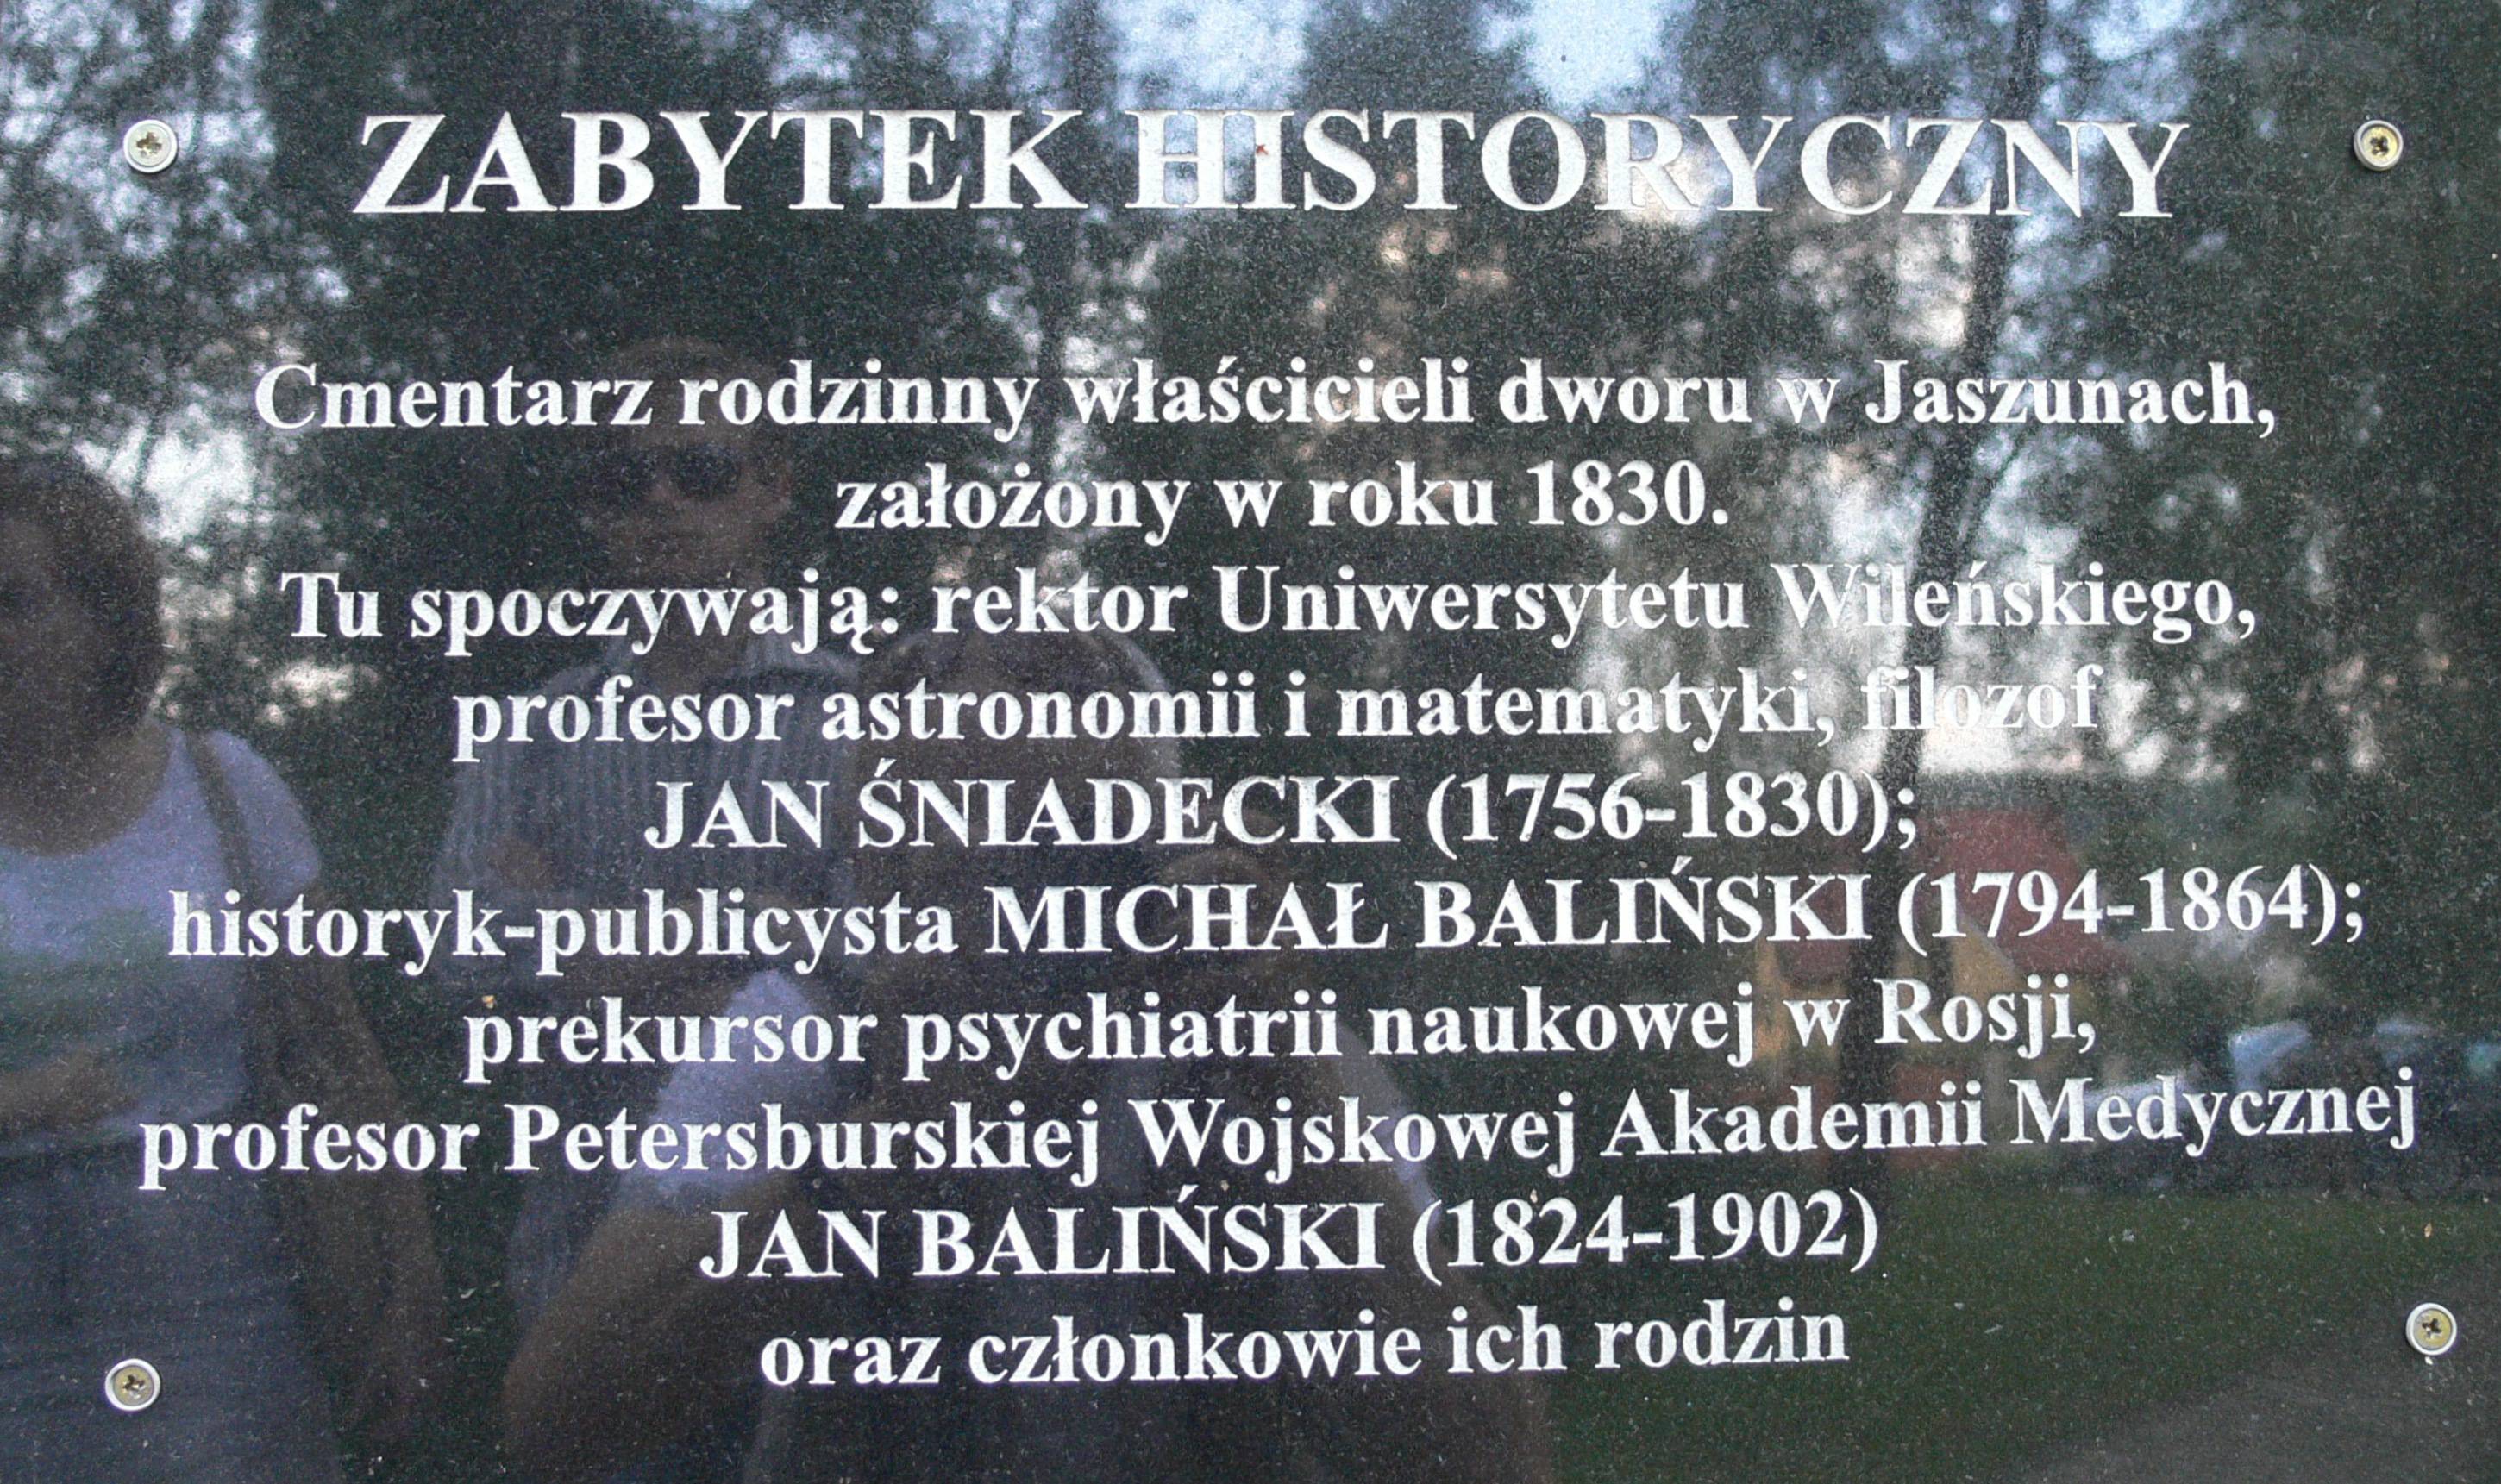 ZABYTEK HISTORYCZNY
Cmentarz rodzinny właścicieli dworu w Jaszunach,
założony w roku 1830.
Tu spoczywają: rektor Uniwersytetu Wileńskiego,
profesor astronomii i matematyki, filozof
JAN ŚNIADECKI (1756-1830);
historyk-publicysta MICHAŁ BALIŃSKI (1794-1864);
prekursor psychiatrii naukowej w Rosji,
profesor Petersburskiej Wojskowej Akademii Medycznej
JAN BALIŃSKI (1824-1902)
oraz członkowie ich rodzin